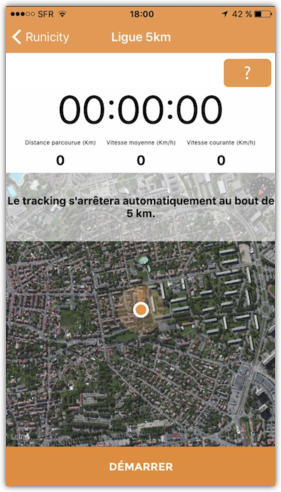 SFR 18:00 42 %
Runicity Ligue 5km
?
00:00:00
Distance parcourue (Km) Vitesse moyenne (Km/h) Vitesse courante (Km/h)
0 0 0
Le tracking s'arrêtera automatiquement au bout de
5 km.
DÉMARRER